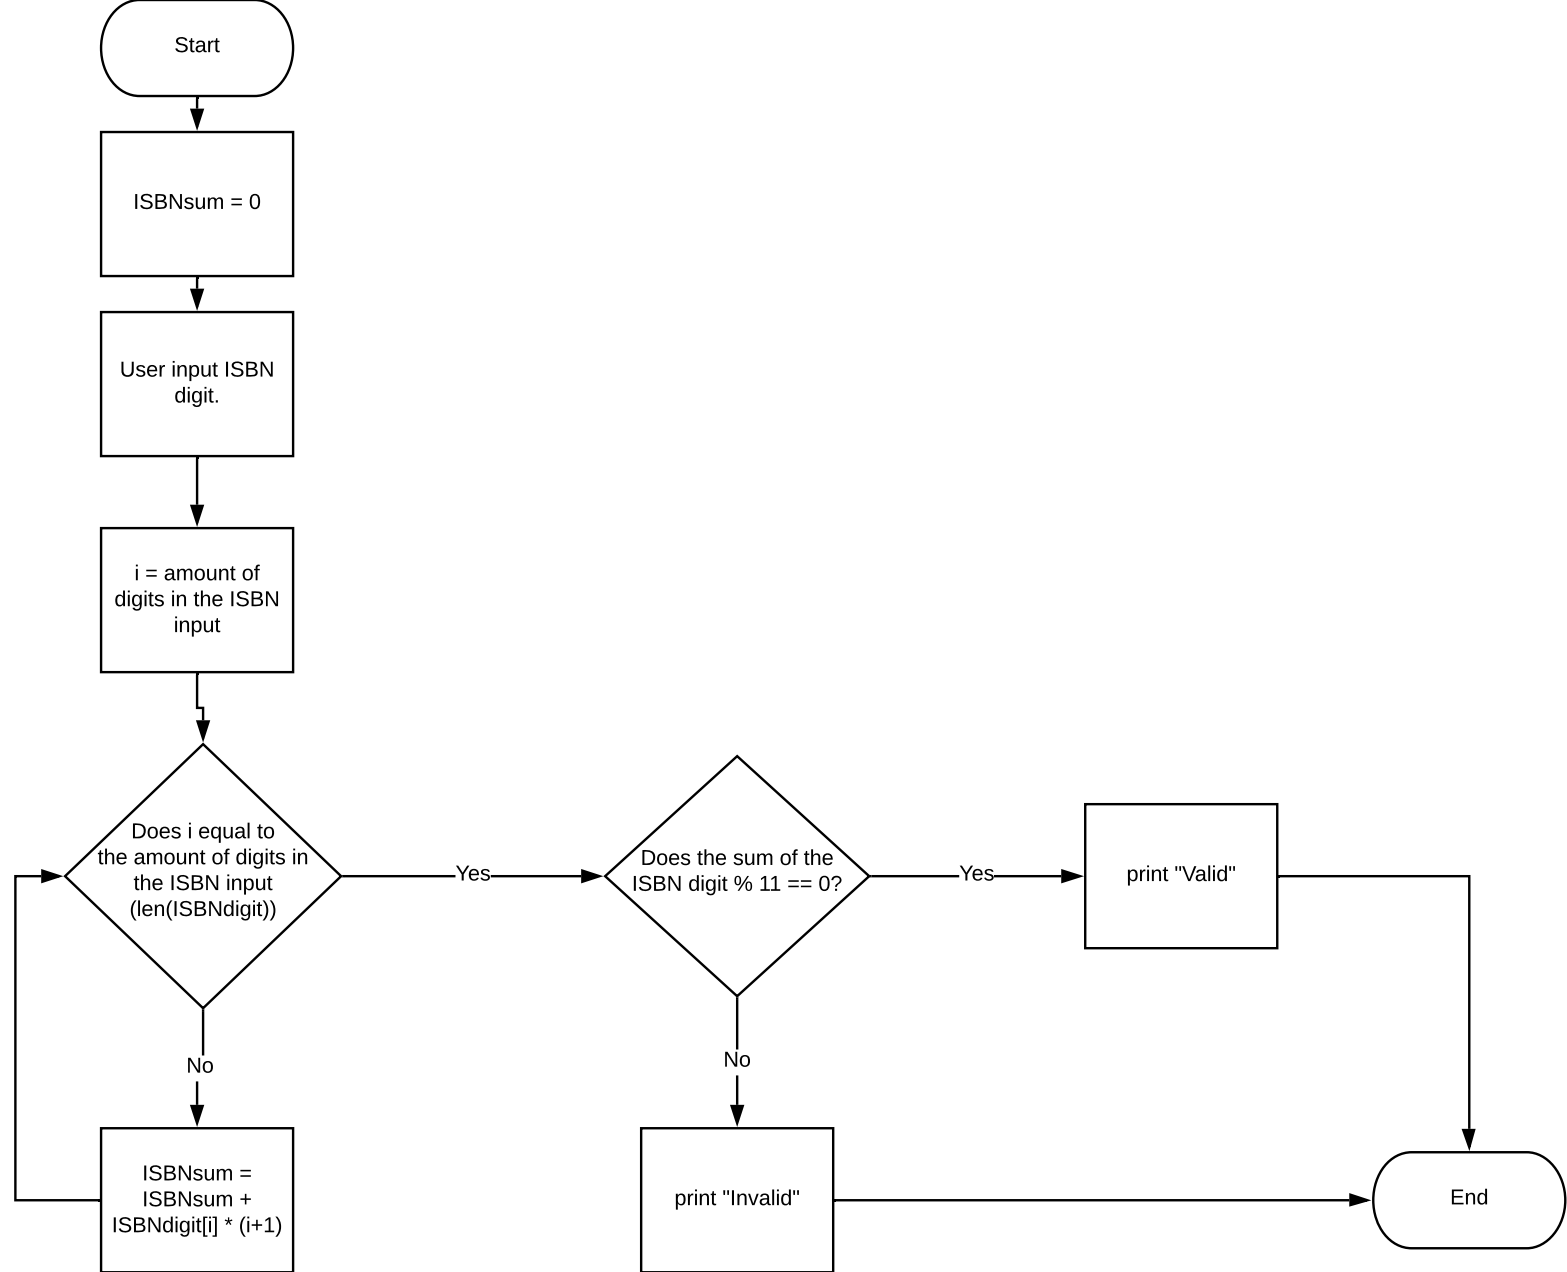 Start
ISBNsum = 0
User input ISBN
digit.
i = amount of
digits in the ISBN
input
Does i equal to
the amount of digits in
the ISBN input
(len(ISBNdigit))
Yes
Does the sum of the
ISBN digit % 11 == 0?
Yes
print "Valid"
No
No
ISBNsum =
ISBNsum +
ISBNdigit[i] * (i+1)
print "Invalid"
End